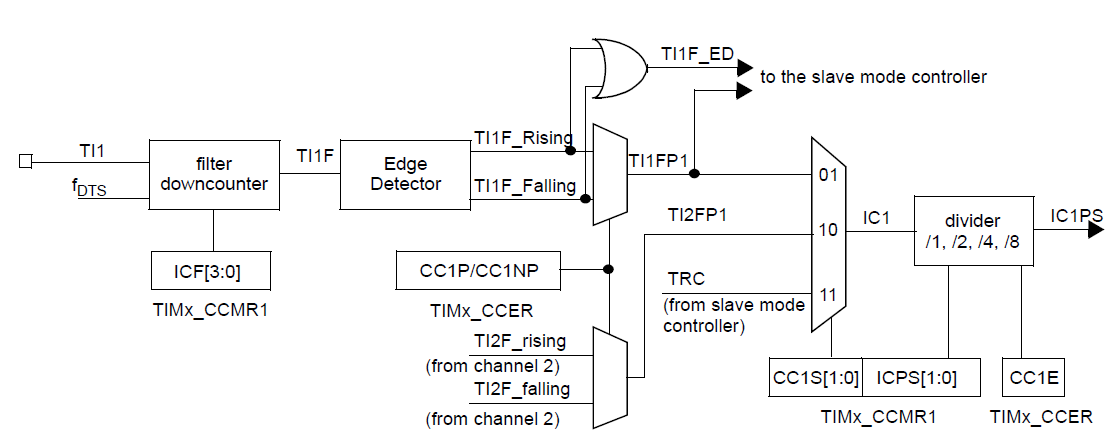 TI1F_ED
to the slave mode controller
TI1
fDTS
filter
downcounter
TI1F
Edge
Detector
TI1F_Rising
TI1F_Falling
TI1FP1
01
TI2FP1
10
IC1
divider
/1, /2, /4, /8
IC1PS
ICF[3:0]
TIMx_CCMR1
CC1P/CC1NP
TIMx_CCER
TRC
11
(from slave mode
controller)
TI2F_rising
(from channel 2)
TI2F_falling
(from channel 2)
CC1S[1:0]
ICPS[1:0]
CC1E
TIMx_CCMR1
TIMx_CCER